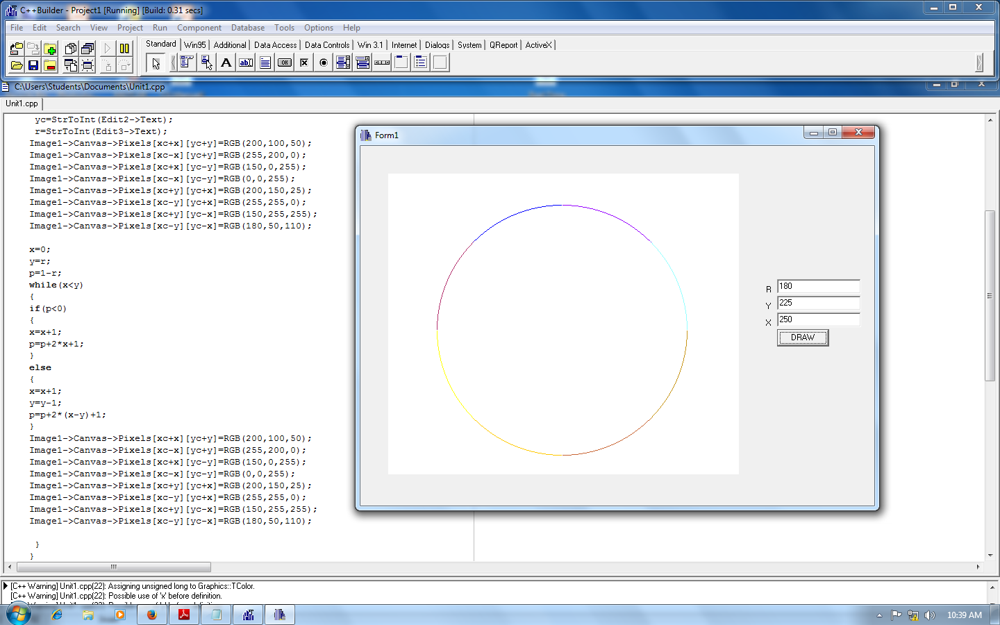 C++Builder - Project1 [Running] [Build: 0.31 secs]
File Edit Search View Project Run Component Database Tools Options Help
Standard Win95 Additional Data Access Data Controls Win 3.1 Internet Dialogs System QReport ActiveX
C:\Users\Students\Documents\Unit1.cpp
Unit1.cpp
yc=StrToInt(Edit2->Text);
r=StrToInt(Edit3->Text);
Image1->Canvas->Pixels[xc+x][yc+y]=RGB(200,100,50);
Image1->Canvas->Pixels[xc-x][yc+y]=RGB(255,200,0);
Image1->Canvas->Pixels[xc+x][yc-y]=RGB(150,0,255);
Image1->Canvas->Pixels[xc-x][yc-y]=RGB(0,0,255);
Image1->Canvas->Pixels[xc+y][yc+x]=RGB(200,150,25);
Image1->Canvas->Pixels[xc-y][yc+x]=RGB(255,255,0);
Image1->Canvas->Pixels[xc+y][yc-x]=RGB(150,255,255);
Image1->Canvas->Pixels[xc-y][yc-x]=RGB(180,50,110);
x=0;
y=r;
p=1-r;
while(x<y)
{
if(p<0)
{
x=x+1;
p=p+2*x+1;
}
else
{
x=x+1;
y=y-1;
p=p+2*(x-y)+1;
}
Image1->Canvas->Pixels[xc+x][yc+y]=RGB(200,100,50);
Image1->Canvas->Pixels[xc-x][yc+y]=RGB(255,200,0);
Image1->Canvas->Pixels[xc+x][yc-y]=RGB(150,0,255);
Image1->Canvas->Pixels[xc-x][yc-y]=RGB(0,0,255);
Image1->Canvas->Pixels[xc+y][yc+x]=RGB(200,150,25);
Image1->Canvas->Pixels[xc-y][yc+x]=RGB(255,255,0);
Image1->Canvas->Pixels[xc+y][yc-x]=RGB(150,255,255);
Image1->Canvas->Pixels[xc-y][yc-x]=RGB(180,50,110);
}
}
Form1
R 180
Y 225
X 250
DRAW
[C++ Warning] Unit1.cpp(22): Assigning unsigned long to Graphics::TColor.
[C++ Warning] Unit1.cpp(22): Possible use of 'x' before definition.
10:39 AM